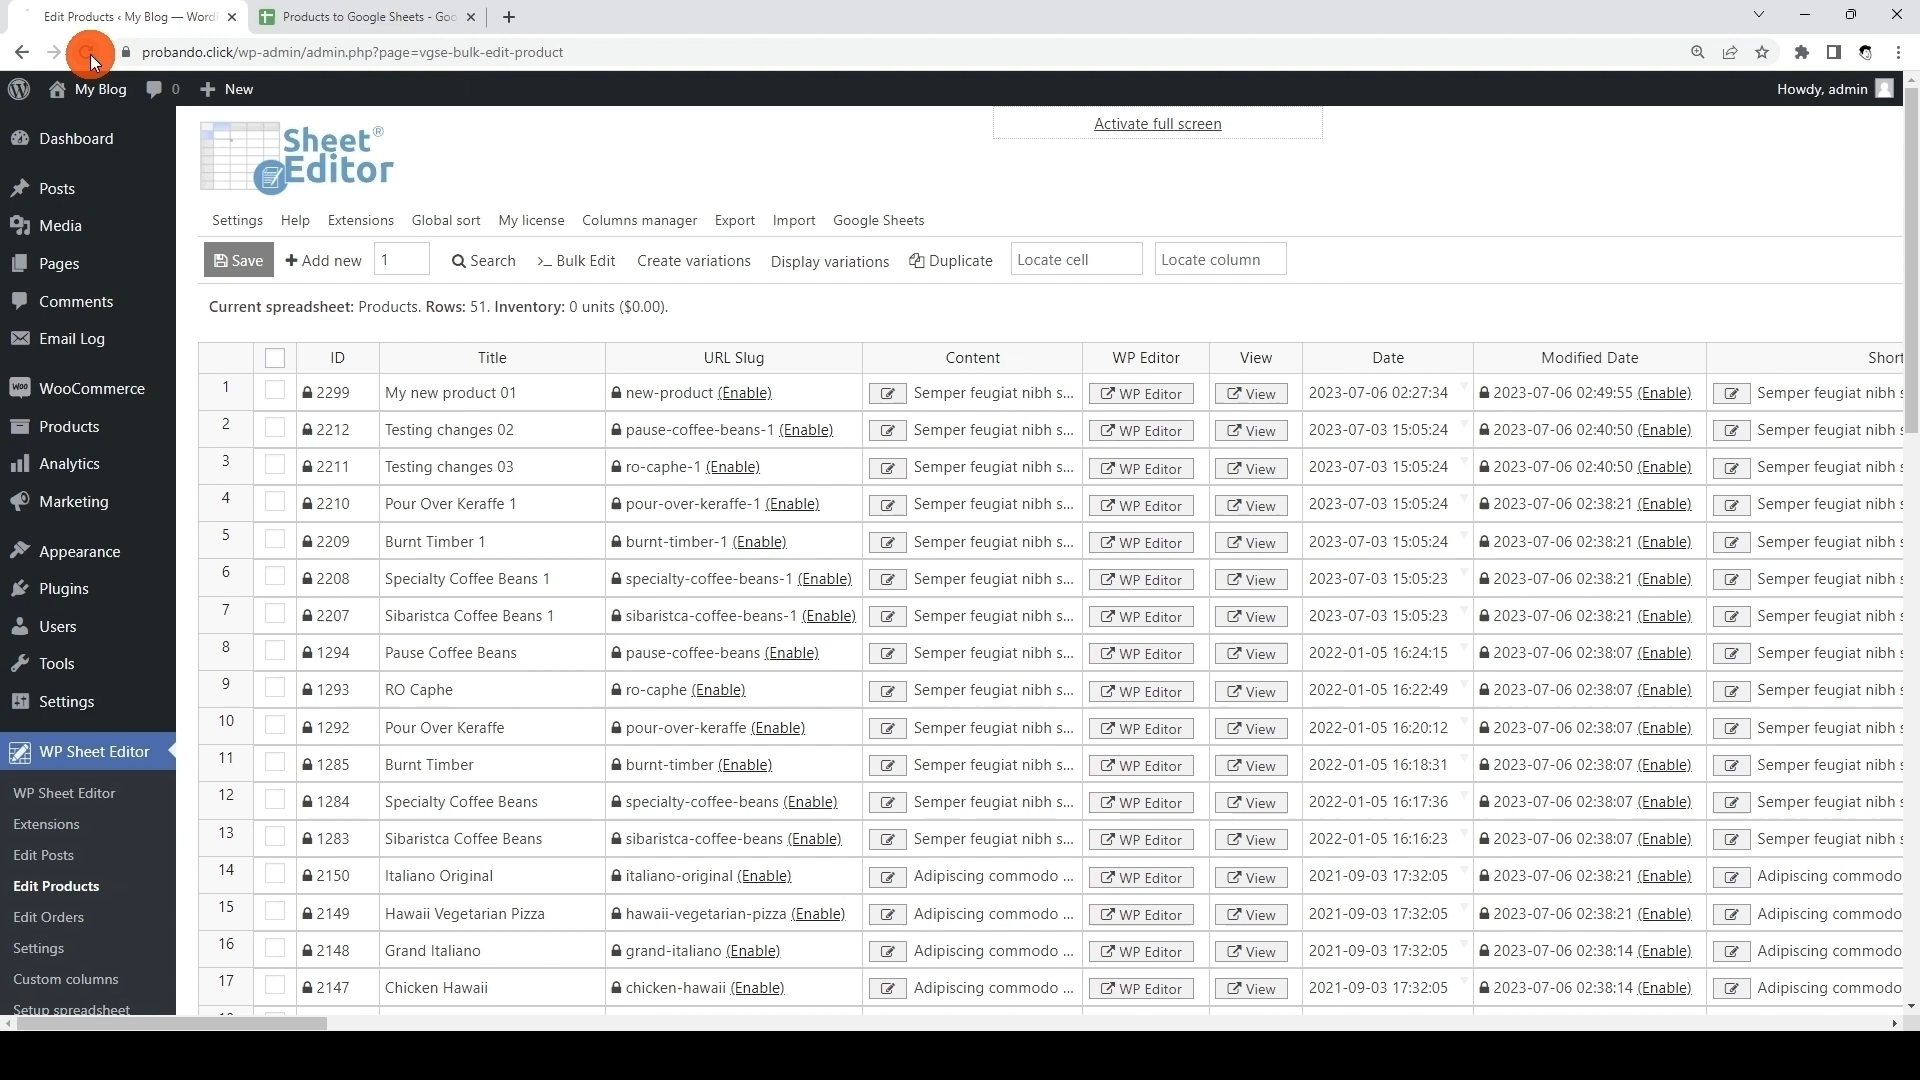 Edit Products ‹ My Blog — Word
Products to Google Sheets - Goo
probando.click/wp-admin/admin.php?page=vgse-bulk-edit-product
My Blog 0 New
Howdy, admin
Dashboard
Posts
Media
Pages
Comments
Email Log
WooCommerce
Products
Analytics
Marketing
Appearance
Plugins
Users
Tools
Settings
WP Sheet Editor
WP Sheet Editor
Extensions
Edit Posts
Edit Products
Edit Orders
Settings
Custom columns
Setup spreadsheet
Activate full screen
Sheet®
Editor
Settings Help Extensions Global sort My license Columns manager Export Import Google Sheets
Save Add new 1 Search >_ Bulk Edit Create variations Display variations Duplicate Locate cell Locate column
Current spreadsheet: Products. Rows: 51. Inventory: 0 units ($0.00).
ID Title URL Slug Content WP Editor View Date Modified Date Short
1 2299 My new product 01 new-product (Enable) Semper feugiat nibh s... WP Editor View 2023-07-06 02:27:34 2023-07-06 02:49:55 (Enable) Semper feugiat nibh s
2 2212 Testing changes 02 pause-coffee-beans-1 (Enable) Semper feugiat nibh s... WP Editor View 2023-07-03 15:05:24 2023-07-06 02:40:50 (Enable) Semper feugiat nibh s
3 2211 Testing changes 03 ro-caphe-1 (Enable) Semper feugiat nibh s... WP Editor View 2023-07-03 15:05:24 2023-07-06 02:40:50 (Enable) Semper feugiat nibh s
4 2210 Pour Over Keraffe 1 pour-over-keraffe-1 (Enable) Semper feugiat nibh s... WP Editor View 2023-07-03 15:05:24 2023-07-06 02:38:21 (Enable) Semper feugiat nibh s
5 2209 Burnt Timber 1 burnt-timber-1 (Enable) Semper feugiat nibh s... WP Editor View 2023-07-03 15:05:24 2023-07-06 02:38:21 (Enable) Semper feugiat nibh s
6 2208 Specialty Coffee Beans 1 specialty-coffee-beans-1 (Enable) Semper feugiat nibh s... WP Editor View 2023-07-03 15:05:23 2023-07-06 02:38:21 (Enable) Semper feugiat nibh s
7 2207 Sibaristca Coffee Beans 1 sibaristca-coffee-beans-1 (Enable) Semper feugiat nibh s... WP Editor View 2023-07-03 15:05:23 2023-07-06 02:38:21 (Enable) Semper feugiat nibh s
8 1294 Pause Coffee Beans pause-coffee-beans (Enable) Semper feugiat nibh s... WP Editor View 2022-01-05 16:24:15 2023-07-06 02:38:07 (Enable) Semper feugiat nibh s
9 1293 RO Caphe ro-caphe (Enable) Semper feugiat nibh s... WP Editor View 2022-01-05 16:22:49 2023-07-06 02:38:07 (Enable) Semper feugiat nibh s
10 1292 Pour Over Keraffe pour-over-keraffe (Enable) Semper feugiat nibh s... WP Editor View 2022-01-05 16:20:12 2023-07-06 02:38:07 (Enable) Semper feugiat nibh s
11 1285 Burnt Timber burnt-timber (Enable) Semper feugiat nibh s... WP Editor View 2022-01-05 16:18:31 2023-07-06 02:38:07 (Enable) Semper feugiat nibh s
12 1284 Specialty Coffee Beans specialty-coffee-beans (Enable) Semper feugiat nibh s... WP Editor View 2022-01-05 16:17:36 2023-07-06 02:38:07 (Enable) Semper feugiat nibh s
13 1283 Sibaristca Coffee Beans sibaristca-coffee-beans (Enable) Semper feugiat nibh s... WP Editor View 2022-01-05 16:16:23 2023-07-06 02:38:07 (Enable) Semper feugiat nibh s
14 2150 Italiano Original italiano-original (Enable) Adipiscing commodo ... WP Editor View 2021-09-03 17:32:05 2023-07-06 02:38:21 (Enable) Adipiscing commodo
15 2149 Hawaii Vegetarian Pizza hawaii-vegetarian-pizza (Enable) Adipiscing commodo ... WP Editor View 2021-09-03 17:32:05 2023-07-06 02:38:21 (Enable) Adipiscing commodo
16 2148 Grand Italiano grand-italiano (Enable) Adipiscing commodo ... WP Editor View 2021-09-03 17:32:05 2023-07-06 02:38:14 (Enable) Adipiscing commodo
17 2147 Chicken Hawaii chicken-hawaii (Enable) Adipiscing commodo ... WP Editor View 2021-09-03 17:32:05 2023-07-06 02:38:14 (Enable) Adipiscing commodo